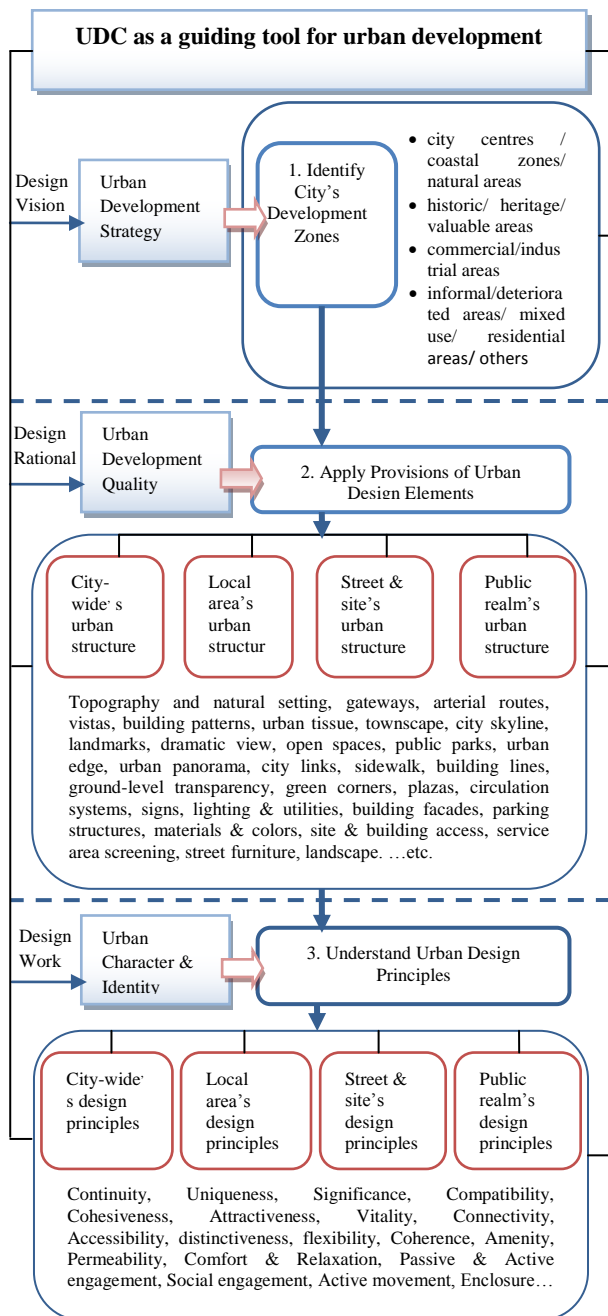 UDC as a guiding tool for urban development
Design
Vision
Urban
Development
Strategy
1. Identify
City’s
Development
Zones
• city centres /
coastal zones/
natural areas
• historic/ heritage/
valuable areas
• commercial/indus
trial areas
• informal/deteriora
ted areas/ mixed
use/ residential
areas/ others
Design
Rational
Urban
Development
Quality
2. Apply Provisions of Urban
Design Elements
City-
wide’s
urban
structure
Local
area’s
urban
structur
Street &
site’s
urban
structure
Public
realm’s
urban
structure
Topography and natural setting, gateways, arterial routes,
vistas, building patterns, urban tissue, townscape, city skyline,
landmarks, dramatic view, open spaces, public parks, urban
edge, urban panorama, city links, sidewalk, building lines,
ground-level transparency, green corners, plazas, circulation
systems, signs, lighting & utilities, building facades, parking
structures, materials & colors, site & building access, service
area screening, street furniture, landscape. …etc.
Design
Work
Urban
Character &
Identity
3. Understand Urban Design
Principles
City-wide’
s design
principles
Local
area’s
design
principles
Street &
site’s
design
principles
Public
realm’s
design
principles
Continuity, Uniqueness, Significance, Compatibility,
Cohesiveness, Attractiveness, Vitality, Connectivity,
Accessibility, distinctiveness, flexibility, Coherence, Amenity,
Permeability, Comfort & Relaxation, Passive & Active
engagement, Social engagement, Active movement, Enclosure…